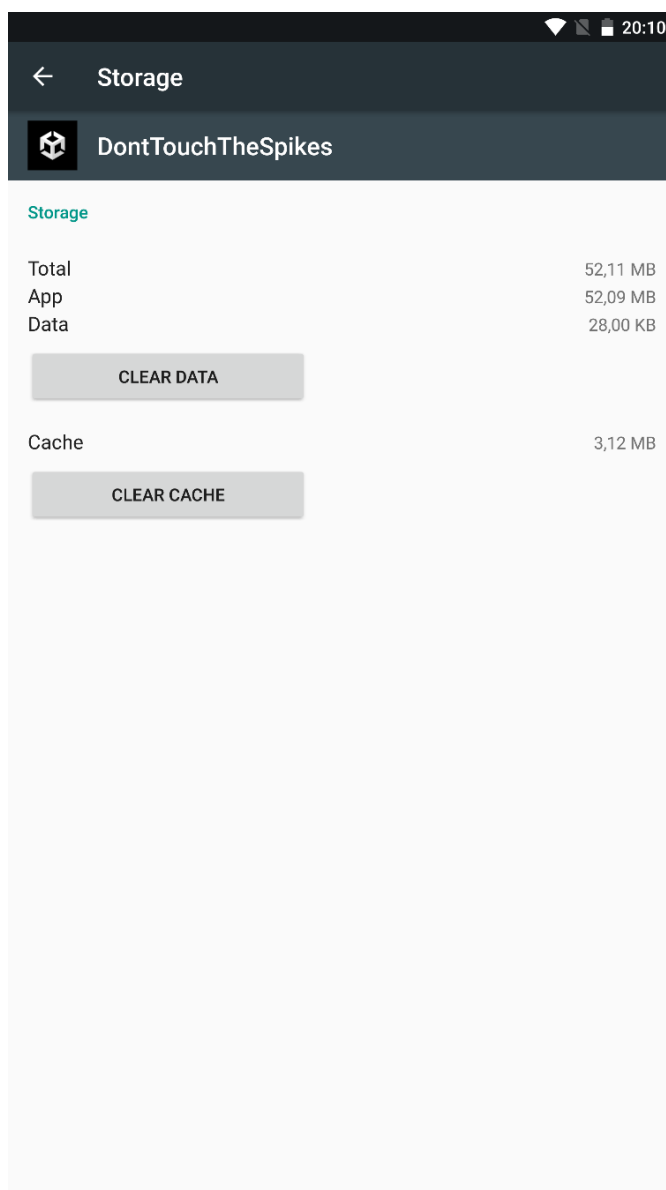 20:10
Storage
DontTouchTheSpikes
Storage
Total 52,11 MB
App 52,09 MB
Data 28,00 KB
CLEAR DATA
Cache 3,12 MB
CLEAR CACHE